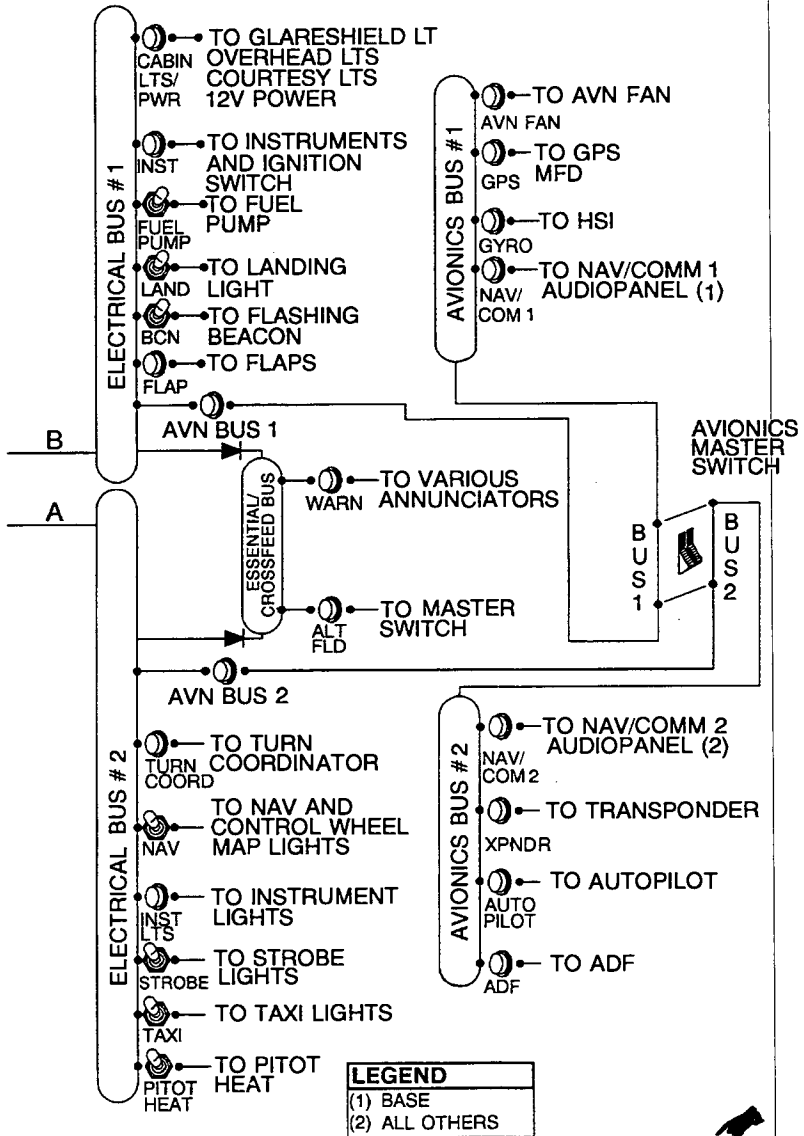 ELECTRICAL BUS #1
CABIN
LTS/
PWR
TO GLARESHIELD LT
OVERHEAD LTS
COURTESY LTS
12V POWER
INST
TO INSTRUMENTS
AND IGNITION
SWITCH
FUEL
PUMP
TO FUEL
PUMP
LAND
TO LANDING
LIGHT
BCN
TO FLASHING
BEACON
FLAP
TO FLAPS
AVN BUS 1
B
A
ESSENTIAL/
CROSSFEED BUS
WARN
TO VARIOUS
ANNUNCIATORS
ALT
FLD
TO MASTER
SWITCH
AVIONICS BUS #1
TO AVN FAN
AVN FAN
TO GPS
MFD
GPS
TO HSI
GYRO
TO NAV/COMM 1
AUDIOPANEL (1)
NAV/
COM 1
AVIONICS
MASTER
SWITCH
BUS 1
BUS 2
ELECTRICAL BUS #2
AVN BUS 2
TURN
COORD
TO TURN
COORDINATOR
NAV
TO NAV AND
CONTROL WHEEL
MAP LIGHTS
INST
LTS
TO INSTRUMENT
LIGHTS
STROBE
TO STROBE
LIGHTS
TAXI
TO TAXI LIGHTS
PITOT
HEAT
TO PITOT
HEAT
AVIONICS BUS #2
TO NAV/COMM 2
AUDIOPANEL (2)
NAV/
COM 2
TO TRANSPONDER
XPNDR
TO AUTOPILOT
AUTO
PILOT
TO ADF
ADF
LEGEND
(1) BASE
(2) ALL OTHERS